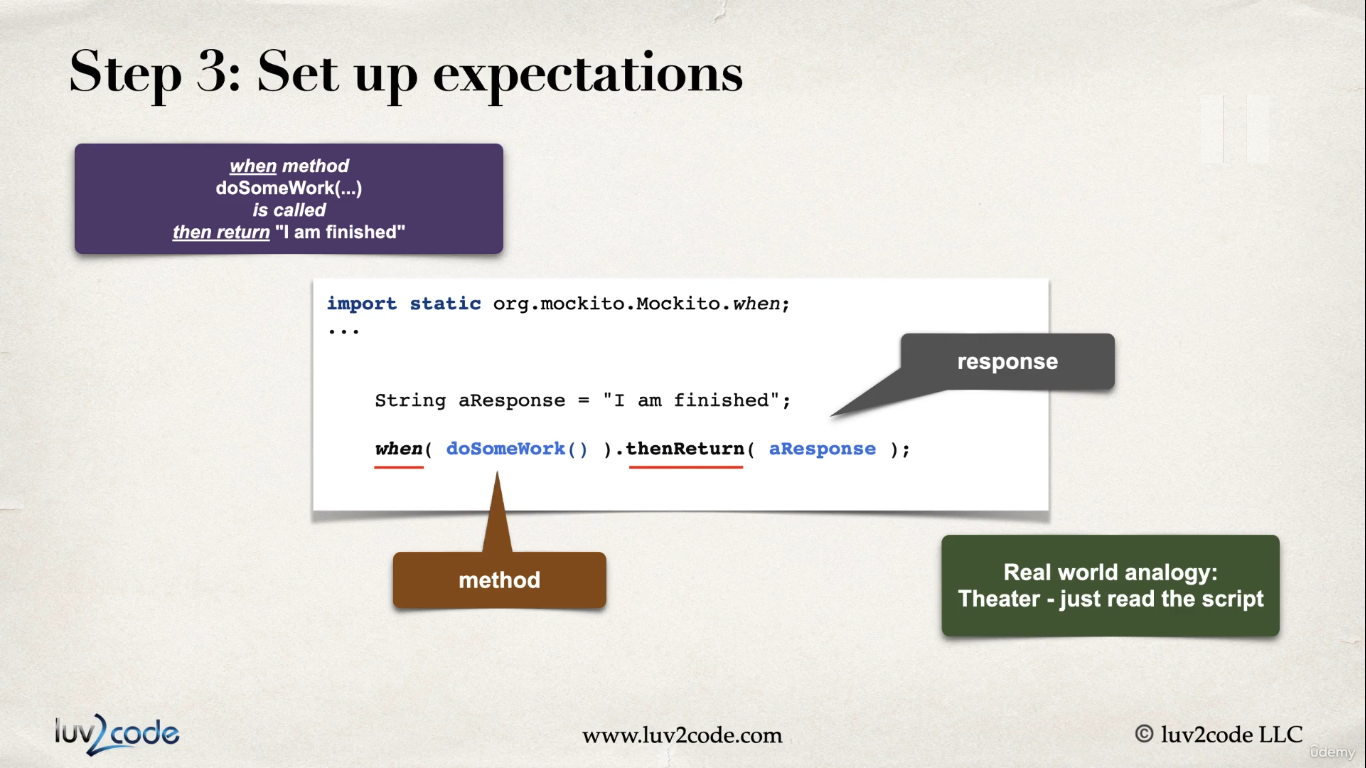 Step 3: Set up expectations
when method
doSomeWork(...)
is called
then return "I am finished"
import static org.mockito.Mockito.when;
...
response
String aResponse = "I am finished";
when( doSomeWork() ).thenReturn( aResponse );
method
Real world analogy:
Theater - just read the script
luv2code
www.luv2code.com
© luv2code LLC
ûdemy